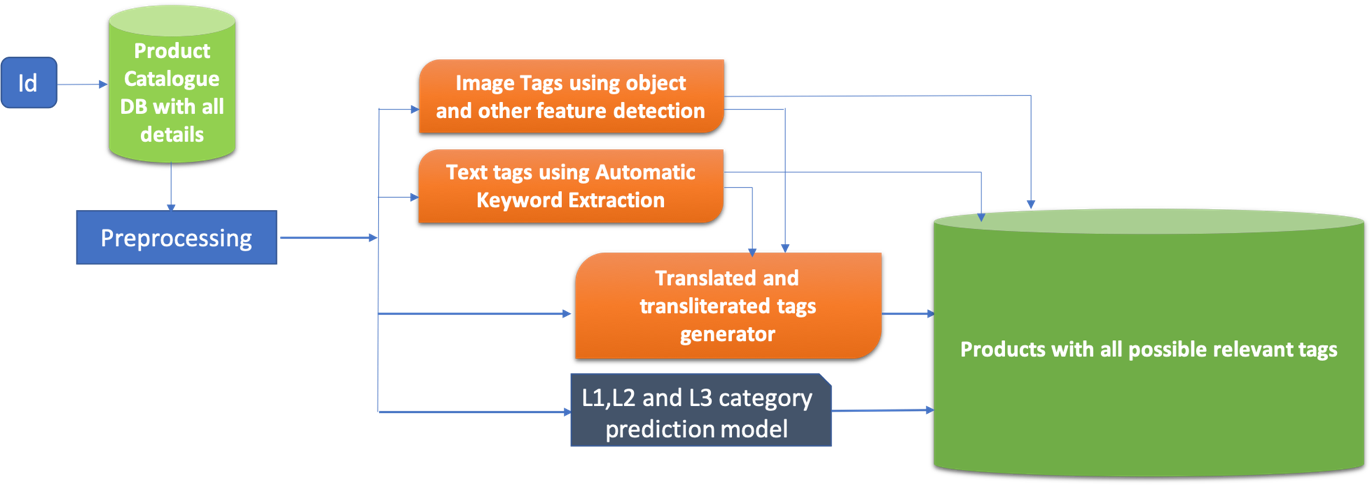 Id
Product
Catalogue
DB with all
details
Preprocessing
Image Tags using object
and other feature detection
Text tags using Automatic
Keyword Extraction
Translated and
transliterated tags
generator
L1,L2 and L3 category
prediction model
Products with all possible relevant tags